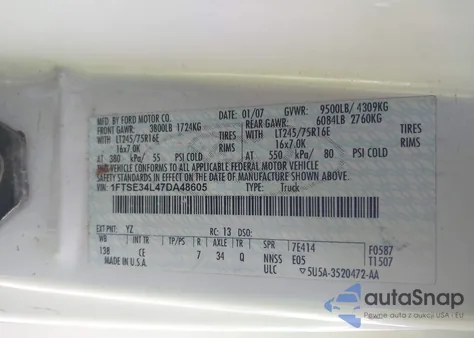 MFD. BY FORD MOTOR CO. 01/07 GVWR: 9500LB/ 4309KG
FRONT GAWR: 3800LB 1724KG REAR GAWR: 6084LB 2760KG
WITH LT245/75R16E TIRES WITH LT245/75R16E TIRES
16x7.0K RIMS 16x7.0K RIMS
AT 380 kPa/ 55 PSI COLD AT 550 kPa/ 80 PSI COLD
THIS VEHICLE CONFORMS TO ALL APPLICABLE FEDERAL MOTOR VEHICLE
SAFETY STANDARDS IN EFFECT ON THE DATE OF MANUFACTURE SHOWN ABOVE.
VIN: 1FTSE34L47DA48605 TYPE: Truck
EXT PNT: YZ RC: 13 DSO:
WB INT TR TP/PS R AXLE TR SPR 7E414 F0587
138 CE 7 34 Q NNSS E05 T1507
MADE IN U.S.A. ULC 5U5A-3520472-AA
autoSnap
Доступ к аукционам USA | EU